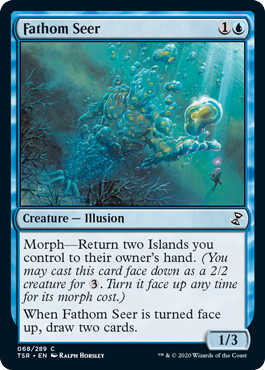 Fathom Seer 1
Creature — Illusion
Morph—Return two Islands you
control to their owner's hand. (You
may cast this card face down as a 2/2
creature for 3. Turn it face up any time
for its morph cost.)
When Fathom Seer is turned face
up, draw two cards.
1/3
068/289 C
TSR • EN RALPH HORSLEY
™ & © 2020 Wizards of the Coast